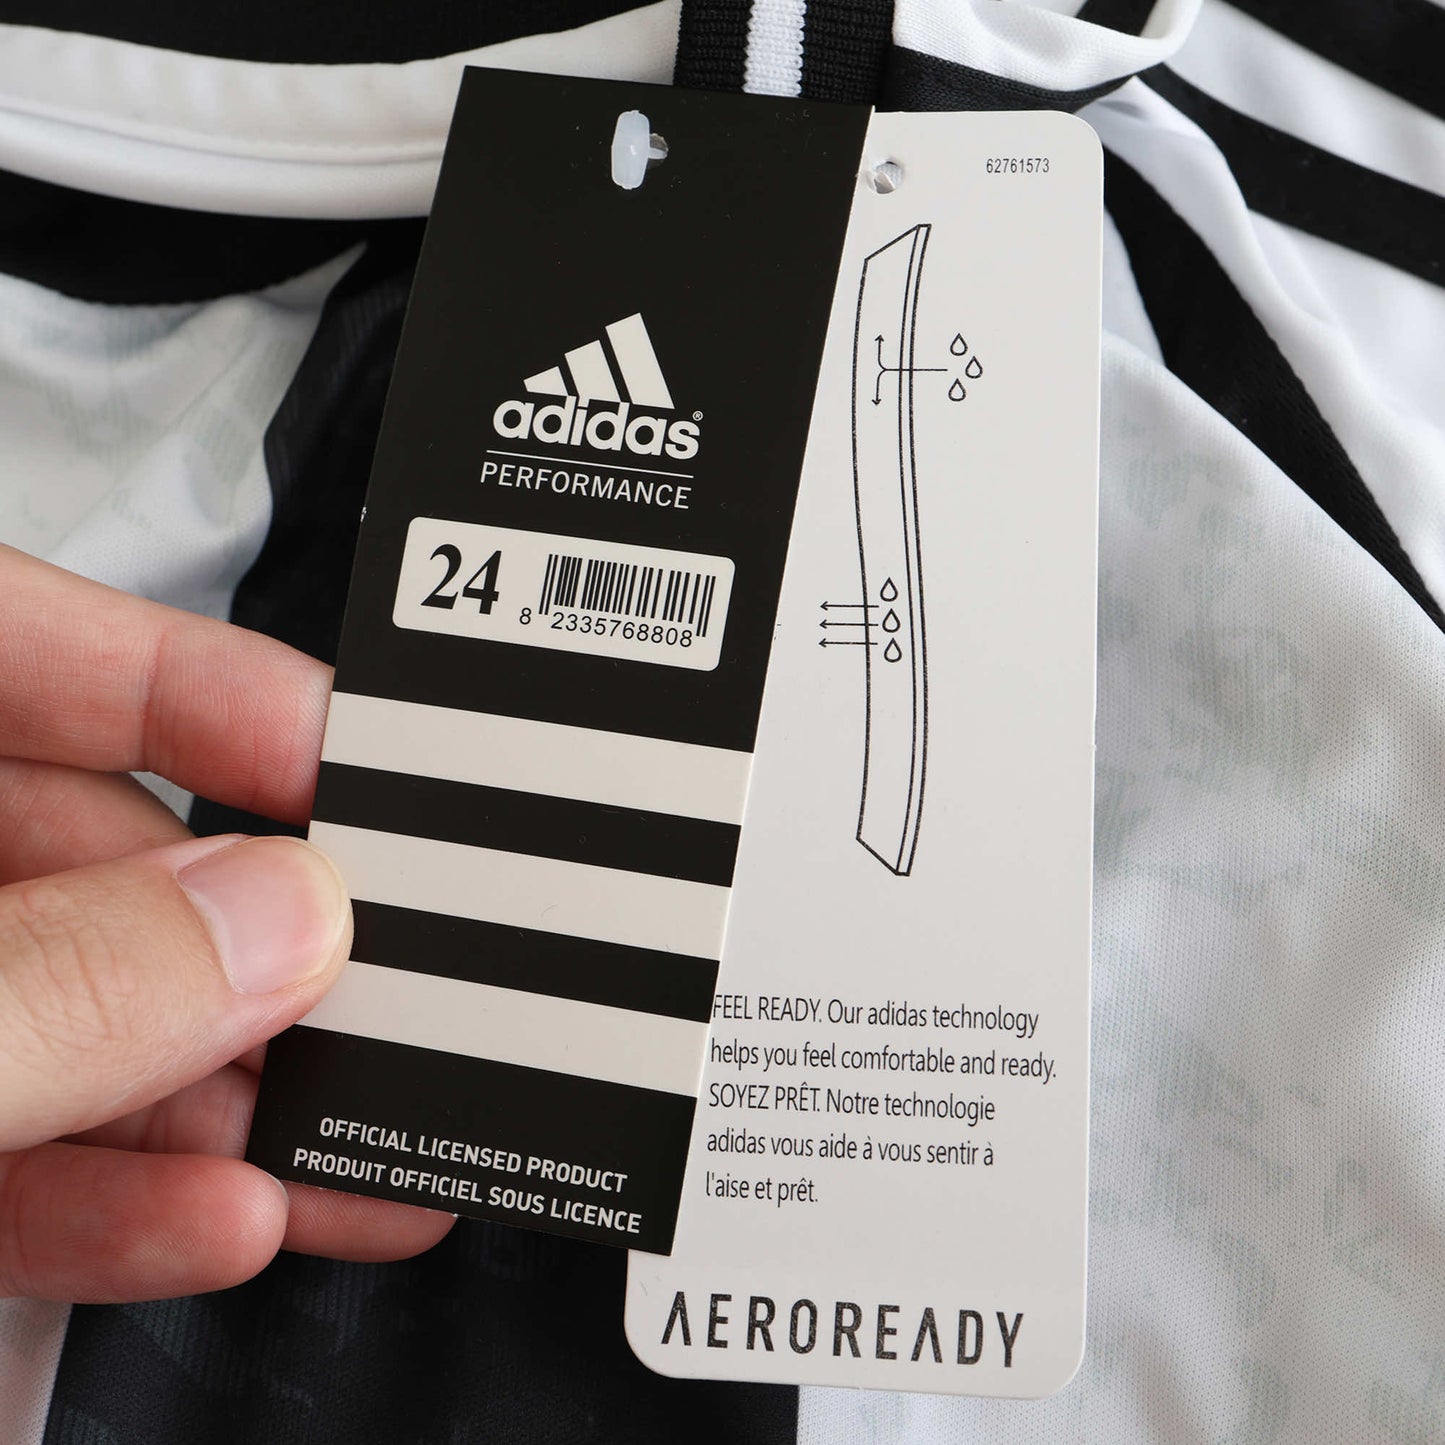 adidas®
PERFORMANCE
24
8 2335768808
OFFICIAL LICENSED PRODUCT
PRODUIT OFFICIEL SOUS LICENCE
62761573
FEEL READY. Our adidas technology
helps you feel comfortable and ready.
SOYEZ PRÊT. Notre technologie
adidas vous aide à vous sentir à
l'aise et prêt.
AEROREADY